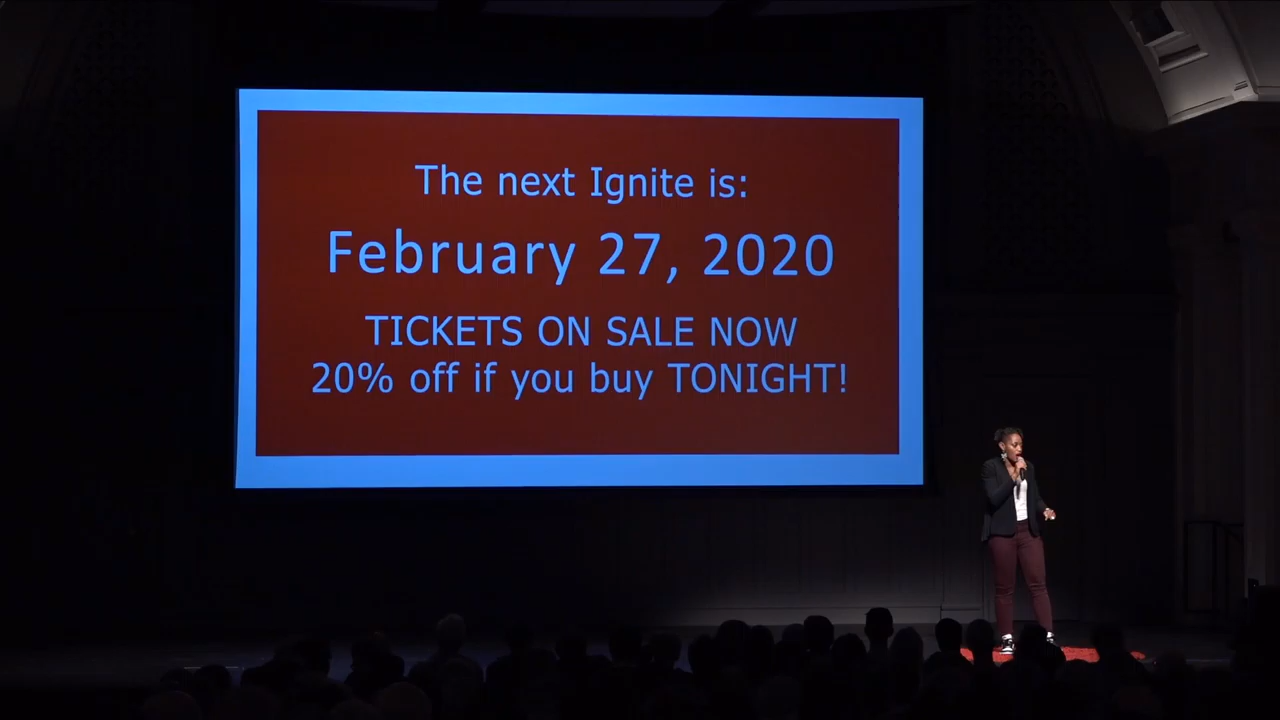 The next Ignite is:
February 27, 2020
TICKETS ON SALE NOW
20% off if you buy TONIGHT!